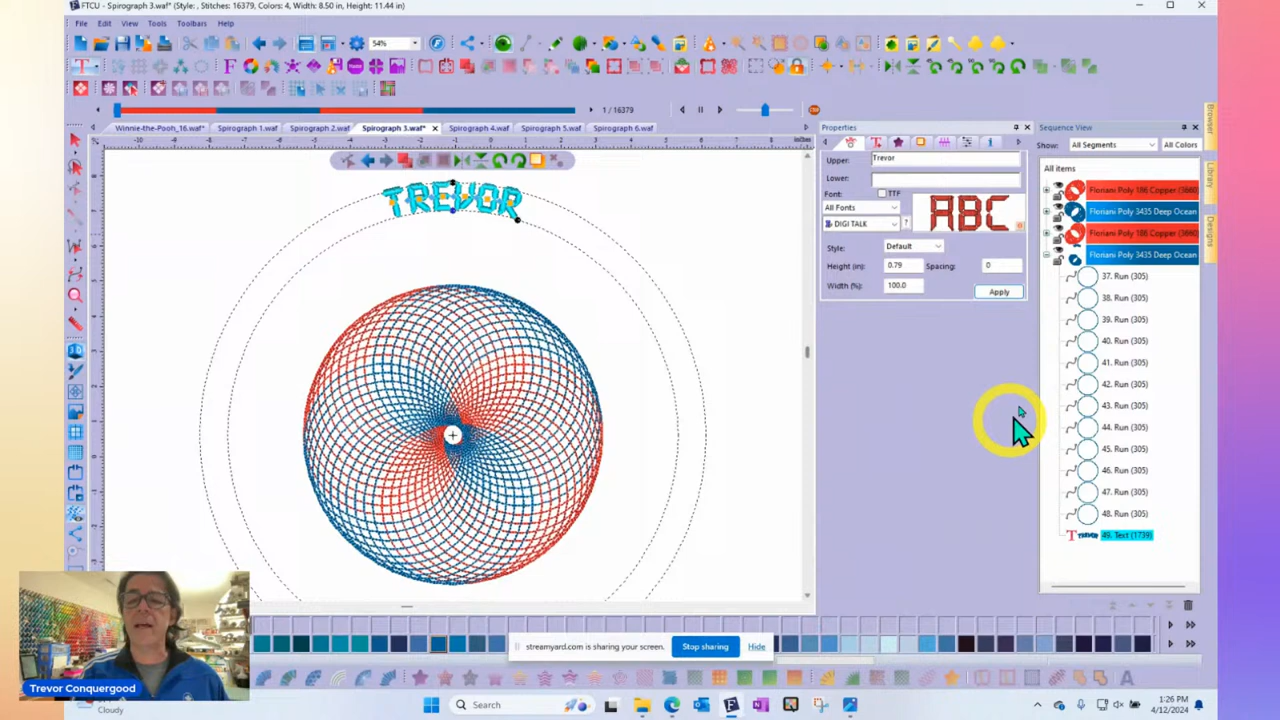 FTCU - Spirograph 3.waf* (Style: , Stitches: 16379, Colors: 4, Width: 8.50 in, Height: 11.44 in)
File Edit View Tools Toolbars Help
54%
1 / 16379
STOP
Winnie-the-Pooh_16.waf* Spirograph 1.waf Spirograph 2.waf Spirograph 3.waf* Spirograph 4.waf Spirograph 5.waf Spirograph 6.waf
Properties
Sequence View
Browser
Library
Designs
Show: All Segments All Colors
All items
Floriani Poly 186 Copper (3860)
Floriani Poly 3435 Deep Ocean
Floriani Poly 186 Copper (3860)
Floriani Poly 3435 Deep Ocean
37. Run (305)
38. Run (305)
39. Run (305)
40. Run (305)
41. Run (305)
42. Run (305)
43. Run (305)
44. Run (305)
45. Run (305)
46. Run (305)
47. Run (305)
48. Run (305)
49. Text (1739)
Upper: Trevor
Lower:
Font: TTF
All Fonts
DIGI TALK
ABC
Style: Default
Height (in): 0.79 Spacing: 0
Width (%): 100.0
Apply
TREVOR
streamyard.com is sharing your screen. Stop sharing Hide
Trevor Conquergood
Cloudy
Search
1:26 PM
4/12/2024